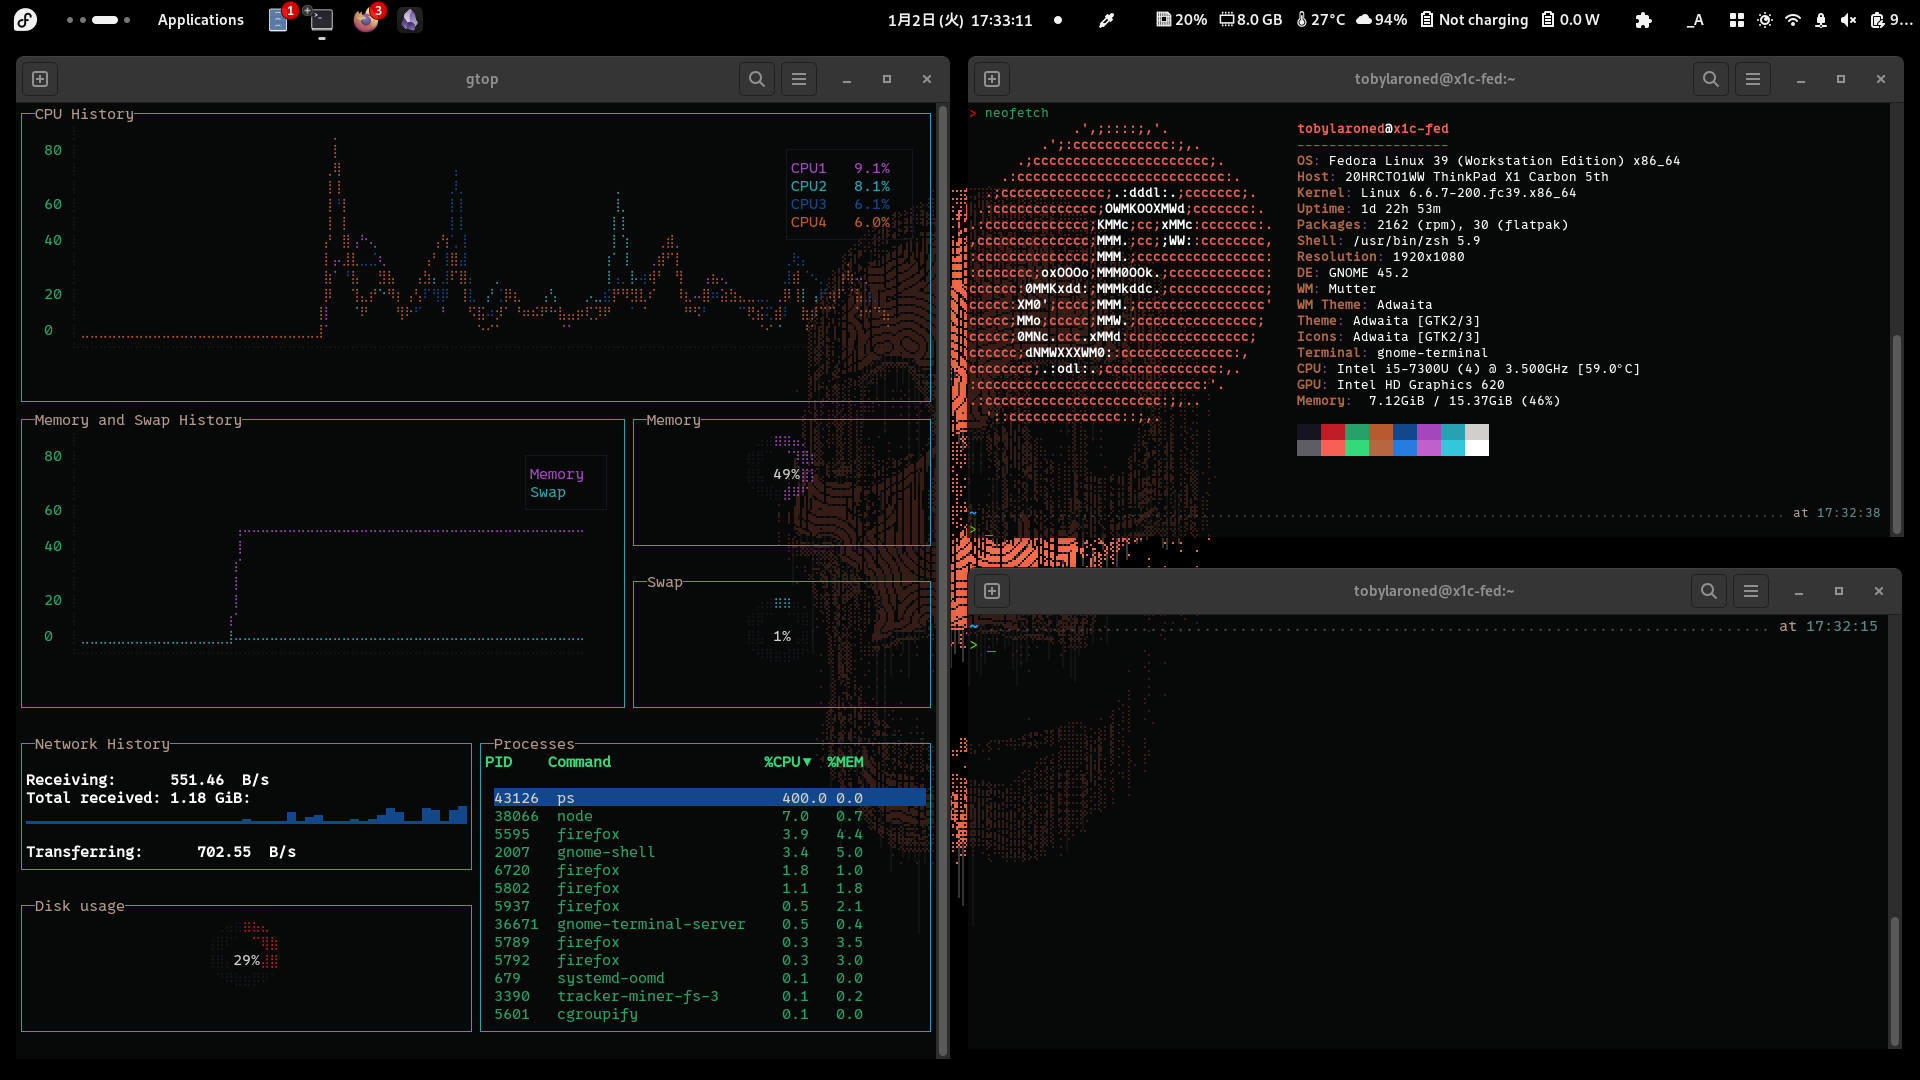 Applications
1
3
1月2日 (火) 17:33:11
20%
8.0 GB
27°C
94%
Not charging
0.0 W
_A
9…
gtop
CPU History
80
60
40
20
0
CPU1 9.1%
CPU2 8.1%
CPU3 6.1%
CPU4 6.0%
Memory and Swap History
80
60
40
20
0
Memory
Swap
Memory
49%
Swap
1%
Network History
Receiving: 551.46 B/s
Total received: 1.18 GiB:
Transferring: 702.55 B/s
Disk usage
29%
Processes
PID Command %CPU▼ %MEM
43126 ps 400.0 0.0
38066 node 7.0 0.7
5595 firefox 3.9 4.4
2007 gnome-shell 3.4 5.0
6720 firefox 1.8 1.0
5802 firefox 1.1 1.8
5937 firefox 0.5 2.1
36671 gnome-terminal-server 0.5 0.4
5789 firefox 0.3 3.5
5792 firefox 0.3 3.0
679 systemd-oomd 0.1 0.0
3390 tracker-miner-fs-3 0.1 0.2
5601 cgroupify 0.1 0.0
tobylaroned@x1c-fed:~
> neofetch
tobylaroned@x1c-fed
-------------------
OS: Fedora Linux 39 (Workstation Edition) x86_64
Host: 20HRCTO1WW ThinkPad X1 Carbon 5th
Kernel: Linux 6.6.7-200.fc39.x86_64
Uptime: 1d 22h 53m
Packages: 2162 (rpm), 30 (flatpak)
Shell: /usr/bin/zsh 5.9
Resolution: 1920x1080
DE: GNOME 45.2
WM: Mutter
WM Theme: Adwaita
Theme: Adwaita [GTK2/3]
Icons: Adwaita [GTK2/3]
Terminal: gnome-terminal
CPU: Intel i5-7300U (4) @ 3.500GHz [59.0°C]
GPU: Intel HD Graphics 620
Memory: 7.12GiB / 15.37GiB (46%)
~ at 17:32:38
> _
tobylaroned@x1c-fed:~
~ at 17:32:15
> _